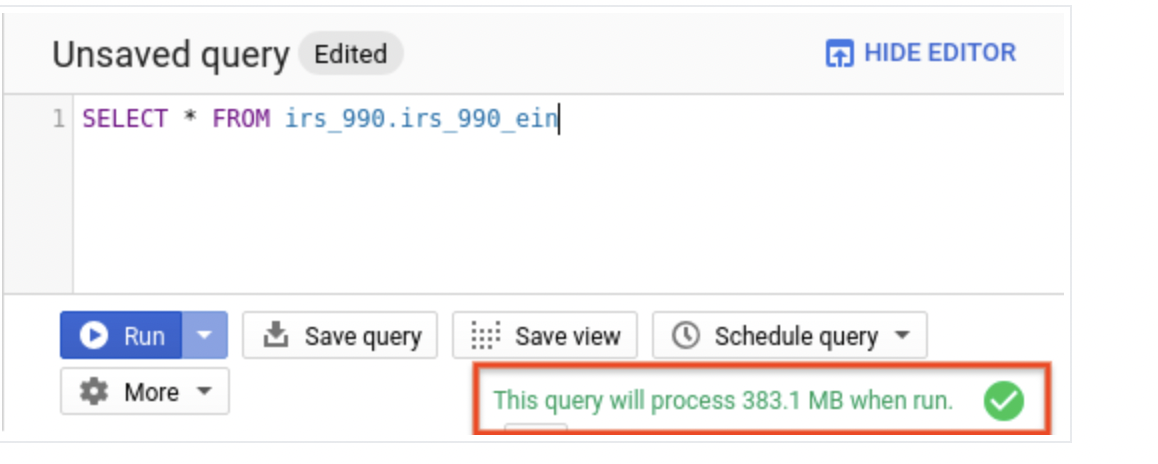 Unsaved query Edited HIDE EDITOR
1 SELECT * FROM irs_990.irs_990_ein
Run Save query Save view Schedule query
More This query will process 383.1 MB when run.